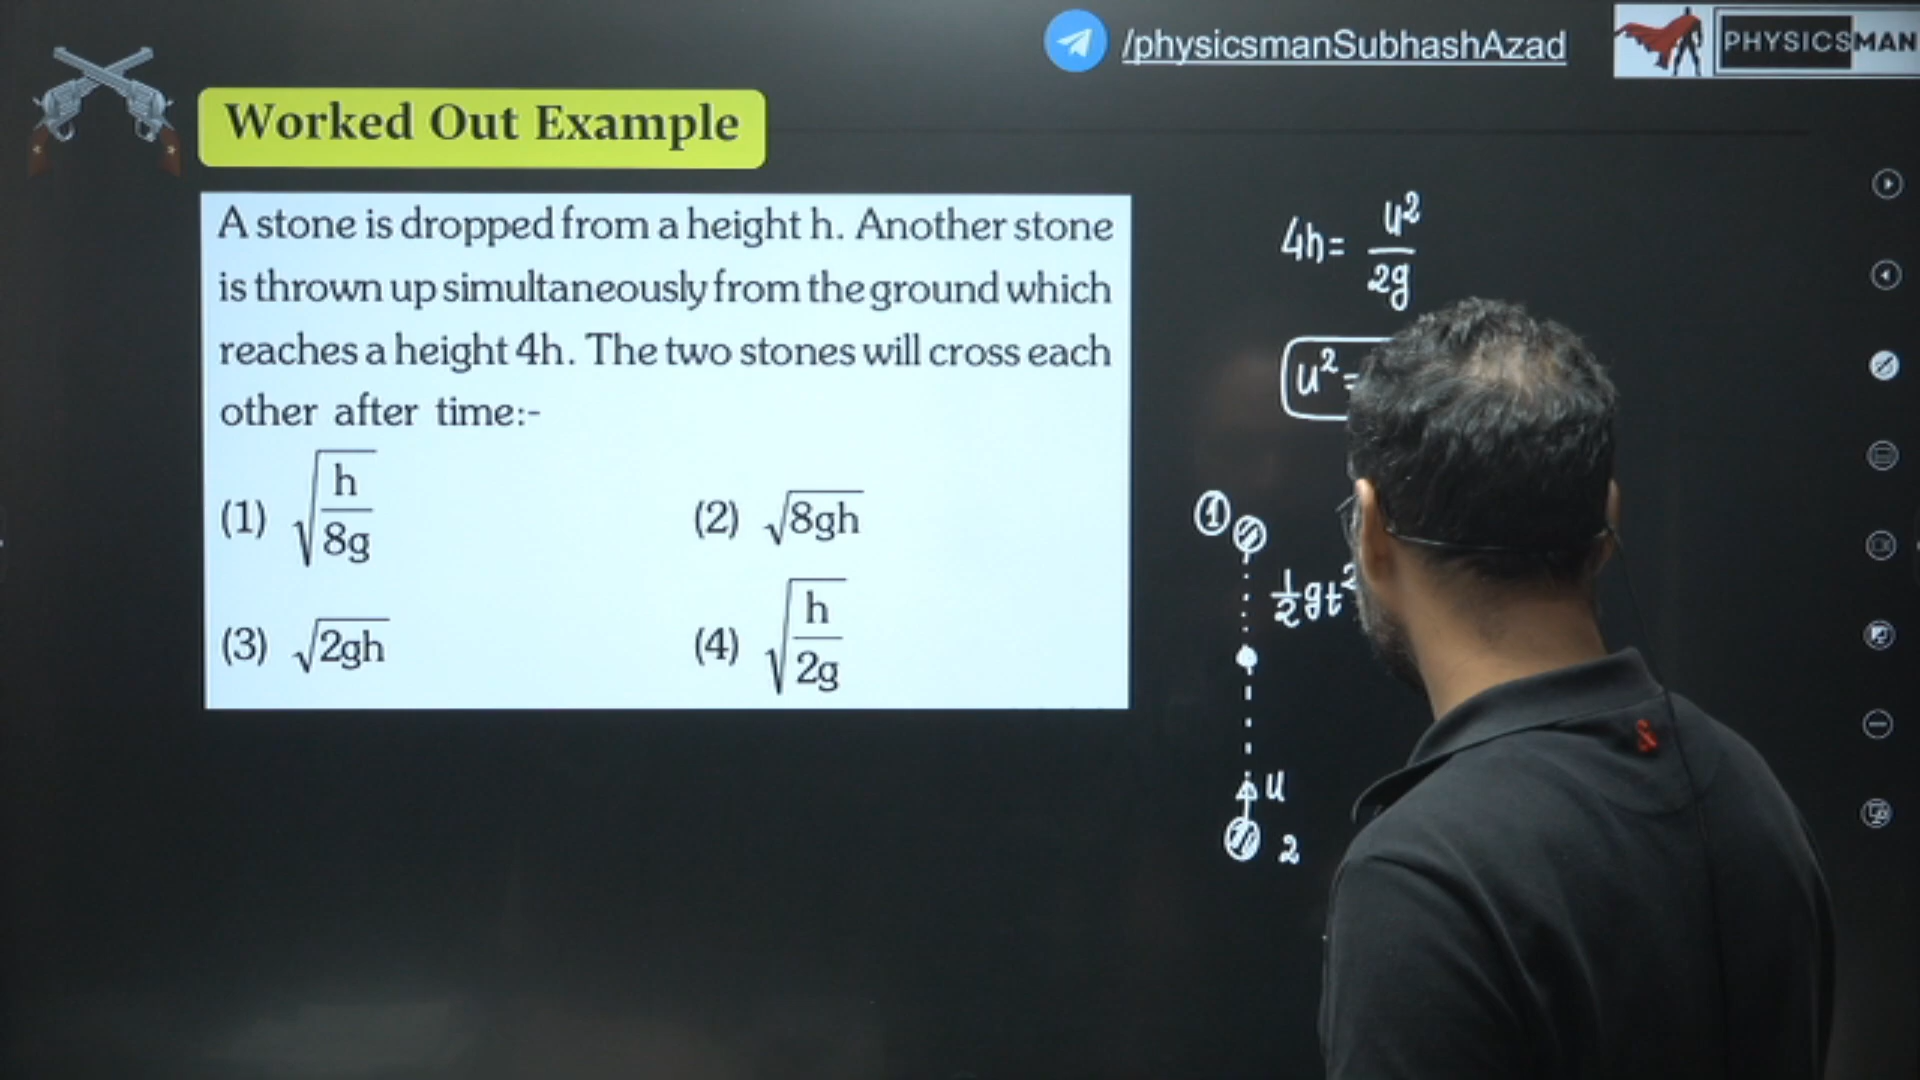 /physicsmanSubhashAzad
PHYSICSMAN
Worked Out Example
A stone is dropped from a height h. Another stone
is thrown up simultaneously from the ground which
reaches a height 4h. The two stones will cross each
other after time:-
(1) √(h/8g)
(2) √8gh
(3) √2gh
(4) √(h/2g)
4h = u²/2g
u² =
1
½gt²
u
2